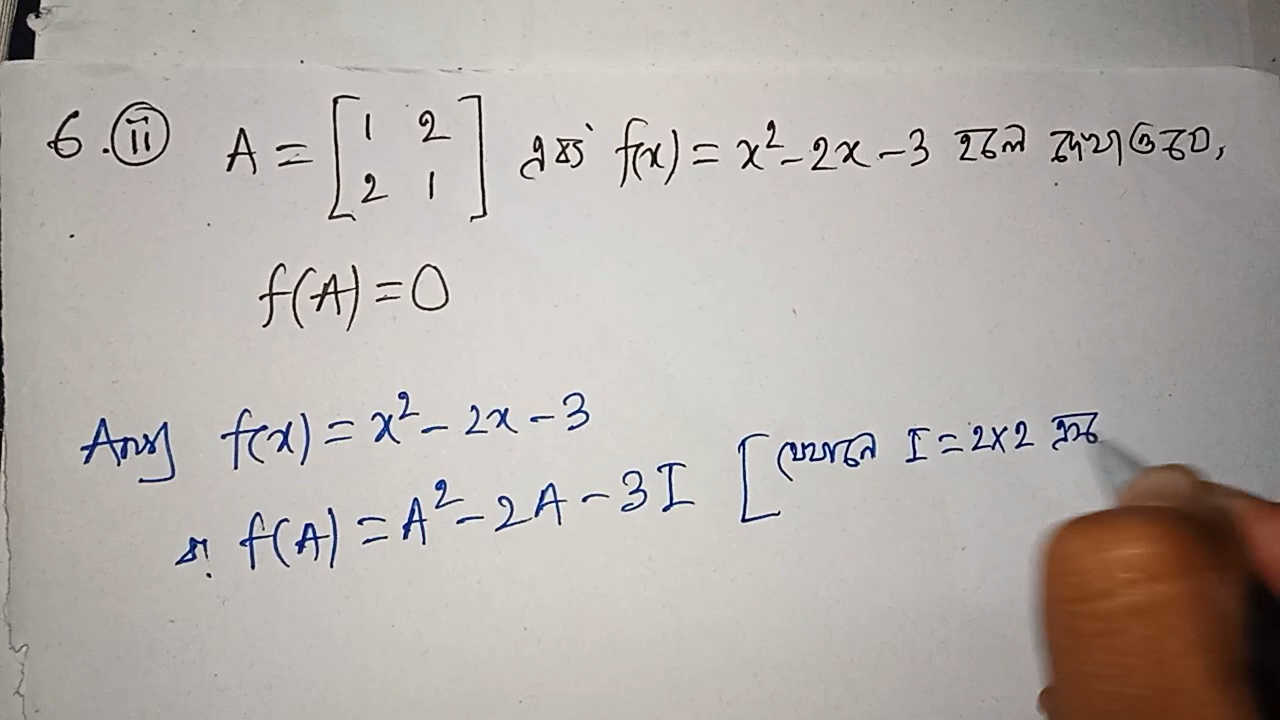 6. (ii) A = [1 2] এবং f(x) = x² - 2x - 3 হলে দেখাও যে,
[2 1]
f(A) = 0
Ans f(x) = x² - 2x - 3
বা, f(A) = A² - 2A - 3I [যেখানে I = 2×2